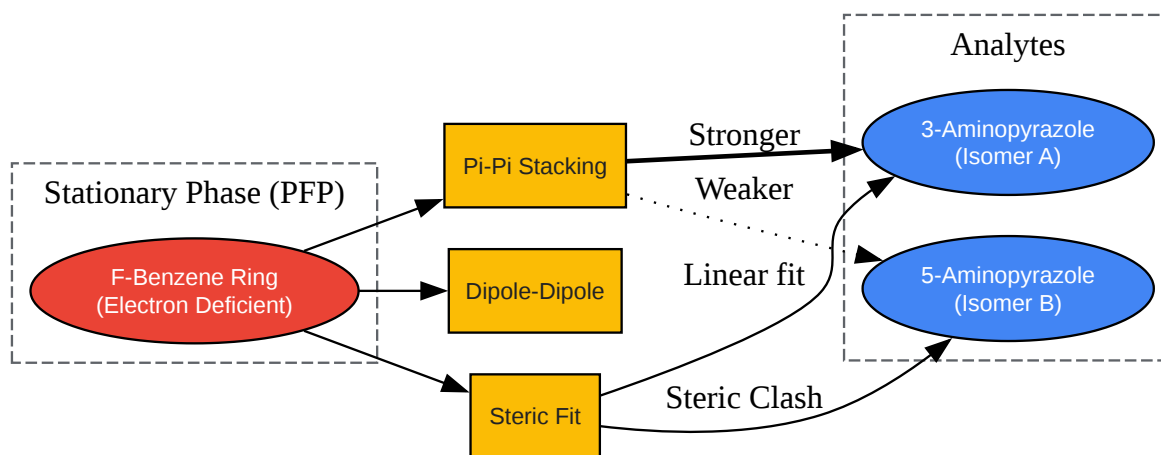 Analytes
3-Aminopyrazole
(Isomer A)
Stronger
Pi-Pi Stacking
Weaker
Stationary Phase (PFP)
F-Benzene Ring
(Electron Deficient)
Dipole-Dipole
Linear fit
5-Aminopyrazole
(Isomer B)
Steric Clash
Steric Fit